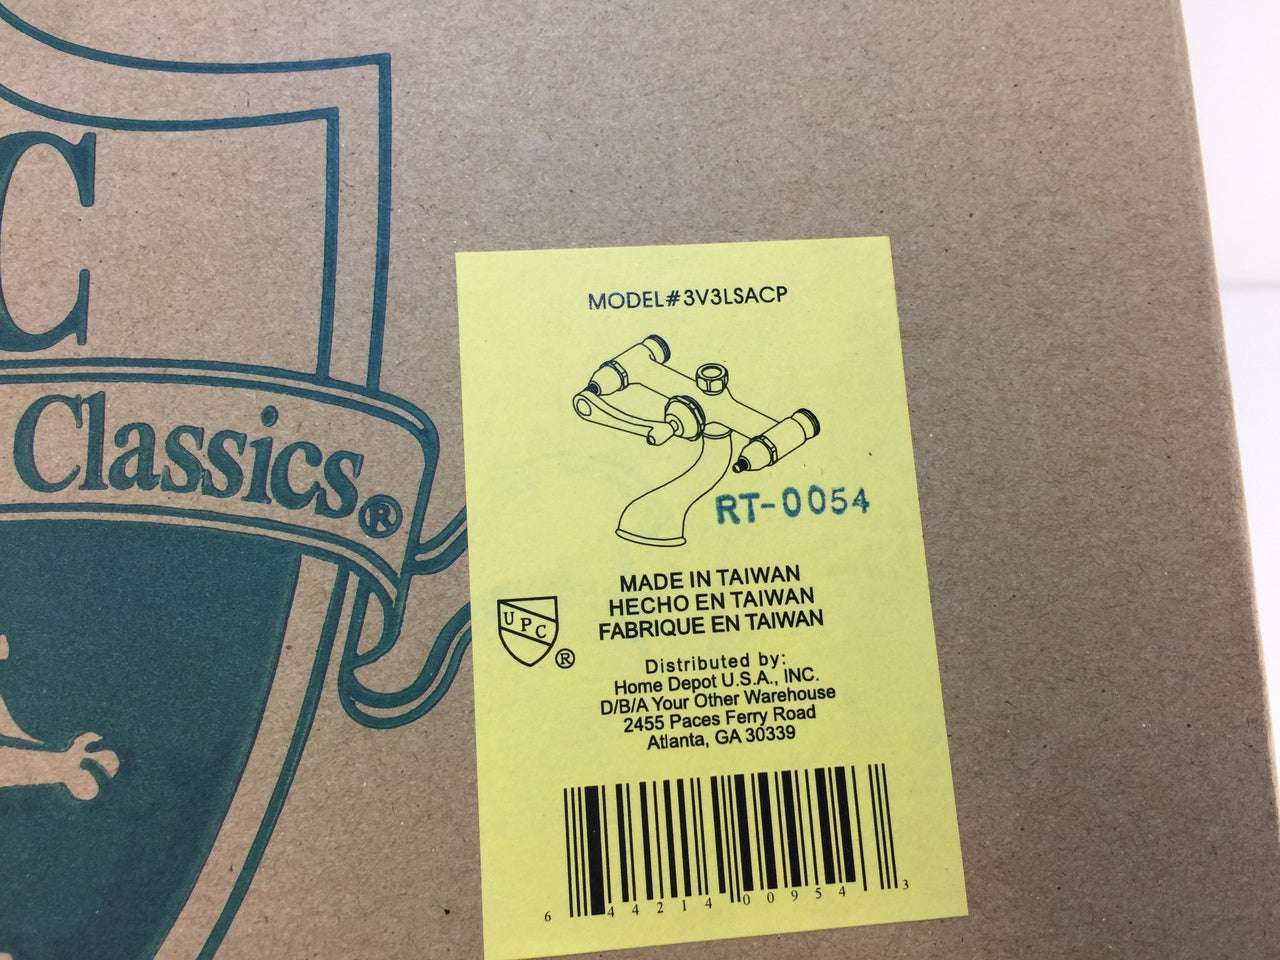 C
Classics®
MODEL#3V3LSACP
RT-0054
MADE IN TAIWAN
HECHO EN TAIWAN
FABRIQUE EN TAIWAN
UPC
®
Distributed by:
Home Depot U.S.A., INC.
D/B/A Your Other Warehouse
2455 Paces Ferry Road
Atlanta, GA 30339
6 44214 00954 3